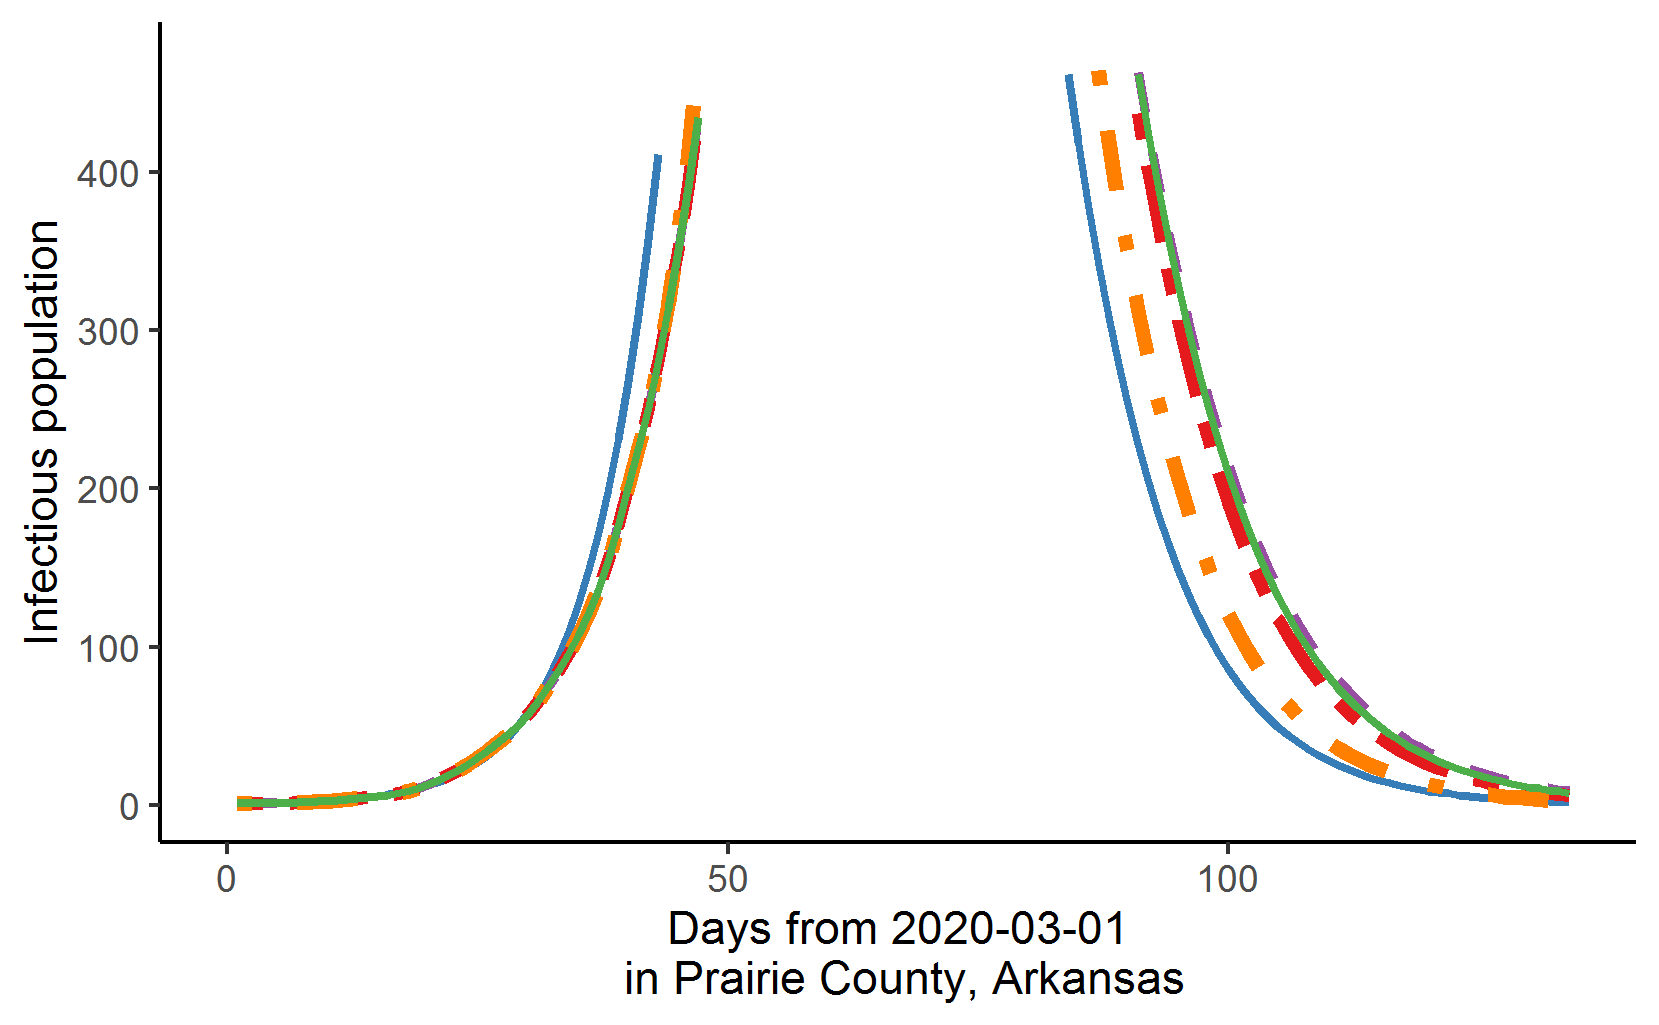 Infectious population
400
300
200
100
0
0
50
100
Days from 2020-03-01
in Prairie County, Arkansas